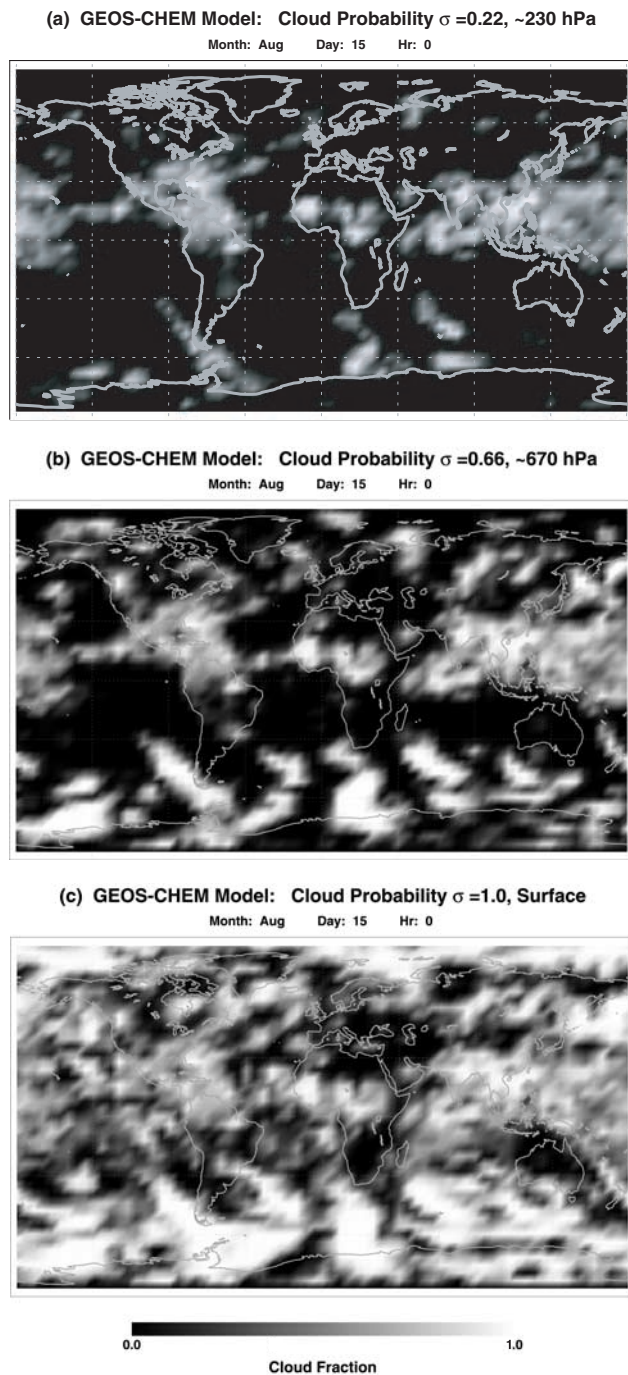 (a) GEOS-CHEM Model: Cloud Probability σ =0.22, ~230 hPa
Month: Aug Day: 15 Hr: 0
(b) GEOS-CHEM Model: Cloud Probability σ =0.66, ~670 hPa
Month: Aug Day: 15 Hr: 0
(c) GEOS-CHEM Model: Cloud Probability σ =1.0, Surface
Month: Aug Day: 15 Hr: 0
0.0 1.0
Cloud Fraction